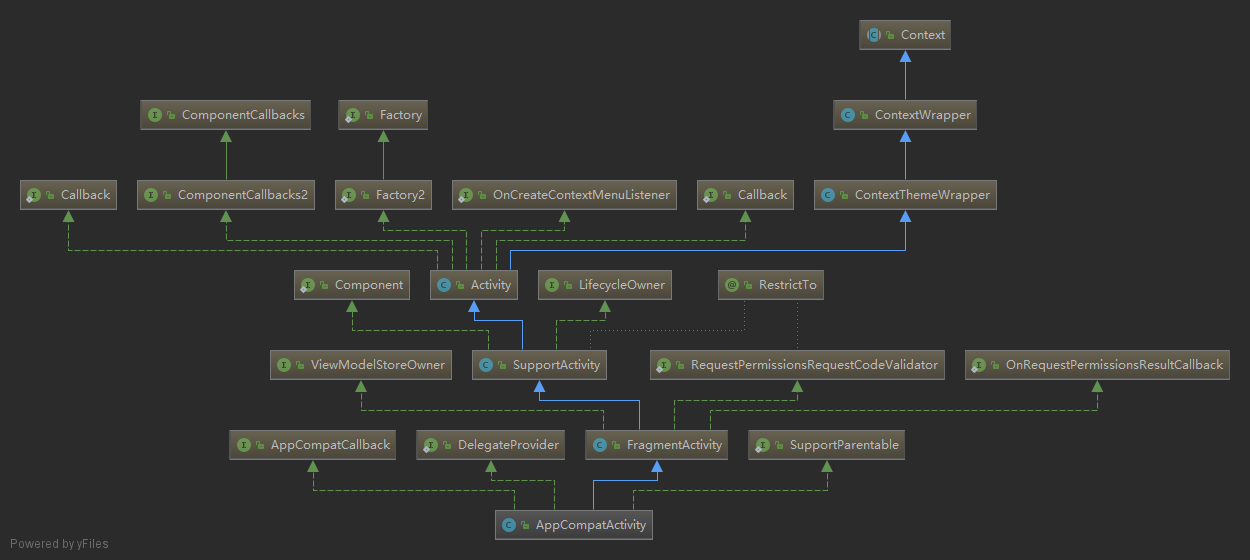 Context
ComponentCallbacks
Factory
ContextWrapper
Callback
ComponentCallbacks2
Factory2
OnCreateContextMenuListener
Callback
ContextThemeWrapper
Component
Activity
LifecycleOwner
@ RestrictTo
ViewModelStoreOwner
SupportActivity
RequestPermissionsRequestCodeValidator
OnRequestPermissionsResultCallback
AppCompatCallback
DelegateProvider
FragmentActivity
SupportParentable
AppCompatActivity
Powered by yFiles